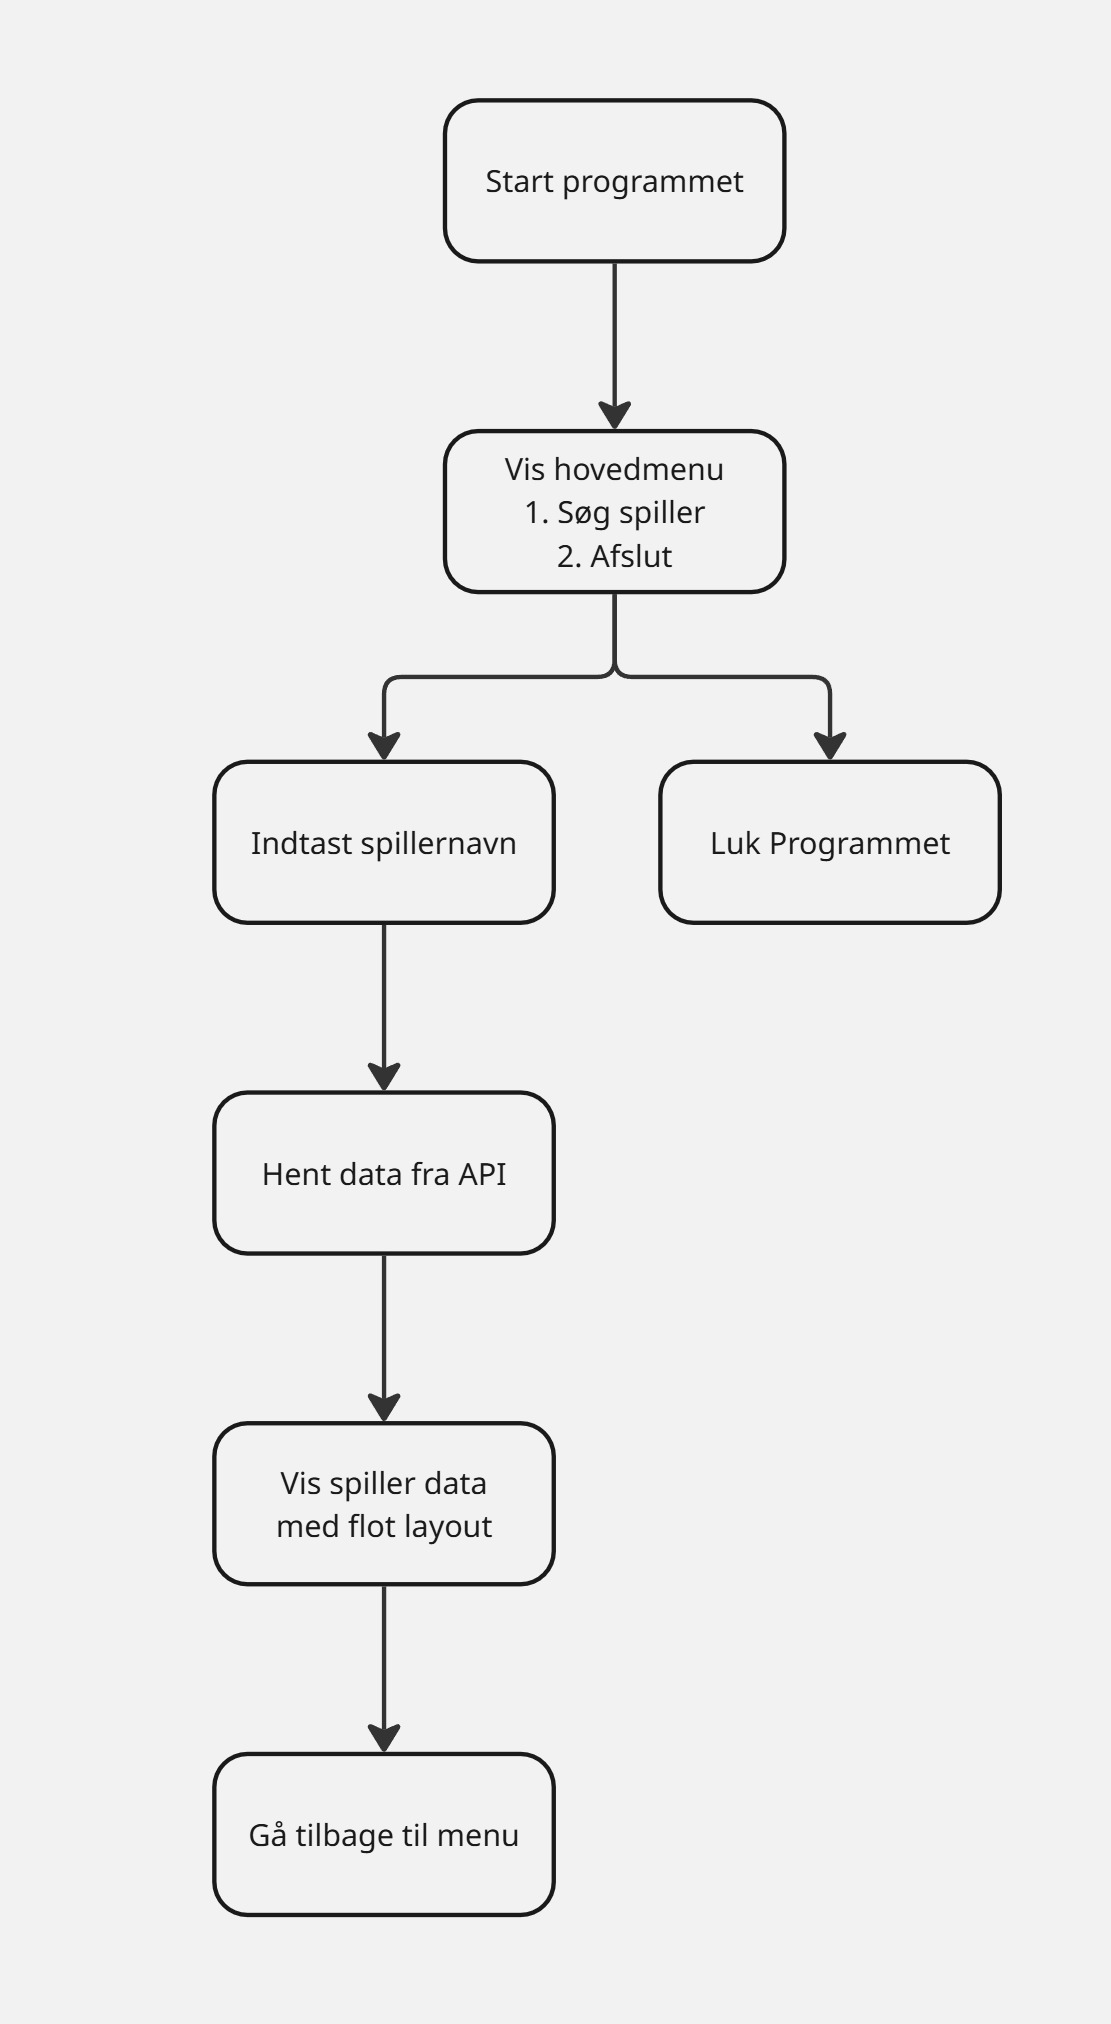 Start programmet
Vis hovedmenu
1. Søg spiller
2. Afslut
Indtast spillernavn
Luk Programmet
Hent data fra API
Vis spiller data
med flot layout
Gå tilbage til menu